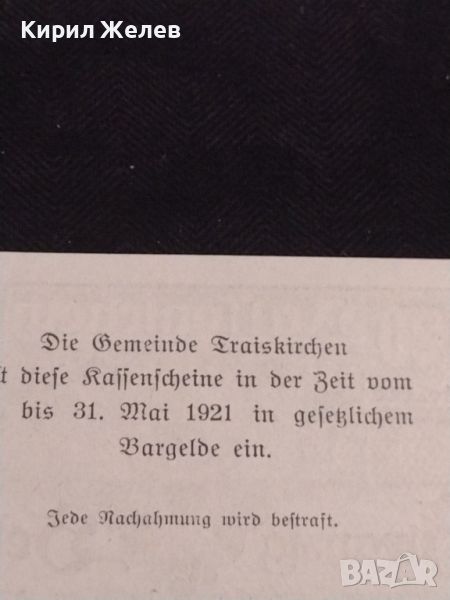 Кирил Желев
Die Gemeinde Traiskirchen
t diese Kassenscheine in der Zeit vom
bis 31. Mai 1921 in gesetzlichem
Bargelde ein.
Jede Nachahmung wird bestraft.
BAZAR